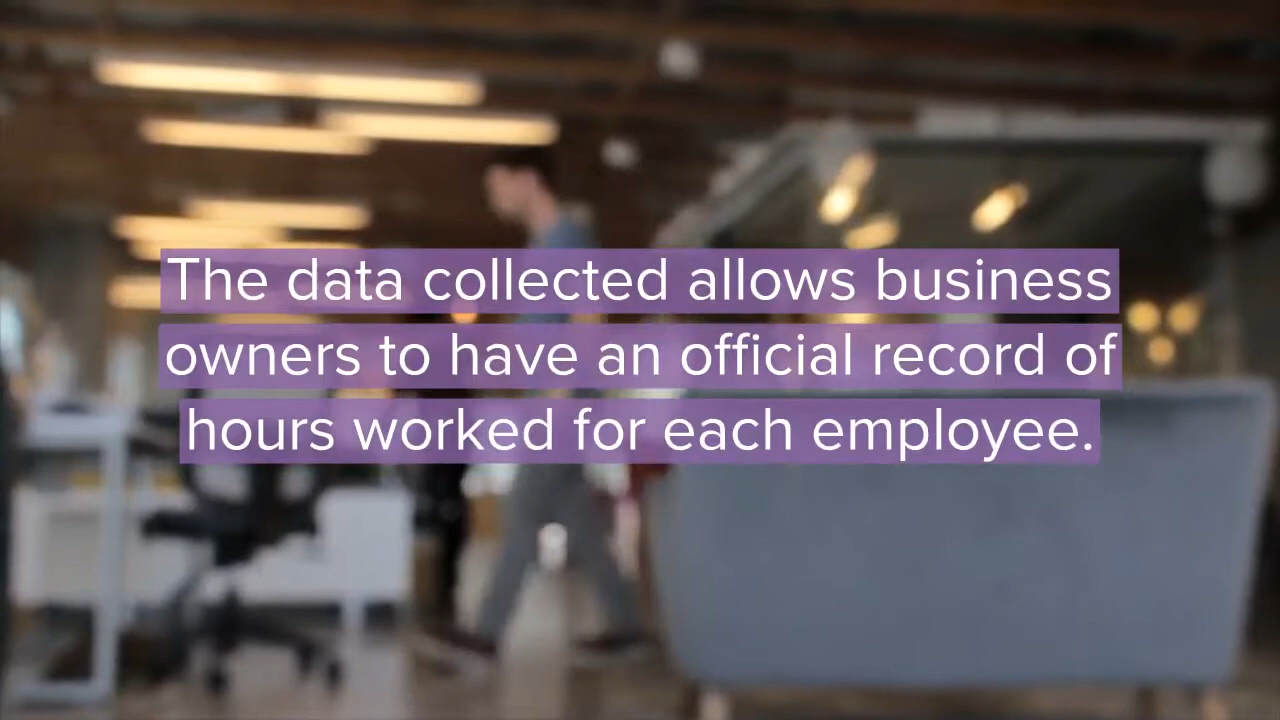 The data collected allows business
owners to have an official record of
hours worked for each employee.